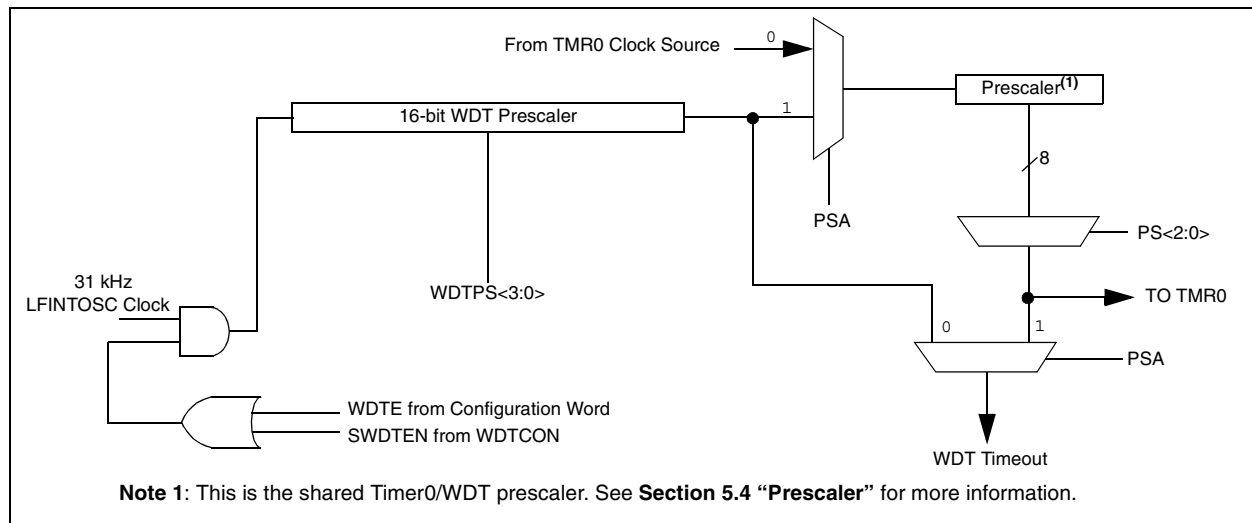 From TMR0 Clock Source
0
Prescaler(1)
16-bit WDT Prescaler
1
8
PSA
PS<2:0>
31 kHz
LFINTOSC Clock
WDTPS<3:0>
TO TMR0
0
1
PSA
WDTE from Configuration Word
SWDTEN from WDTCON
WDT Timeout
Note 1: This is the shared Timer0/WDT prescaler. See Section 5.4 “Prescaler” for more information.